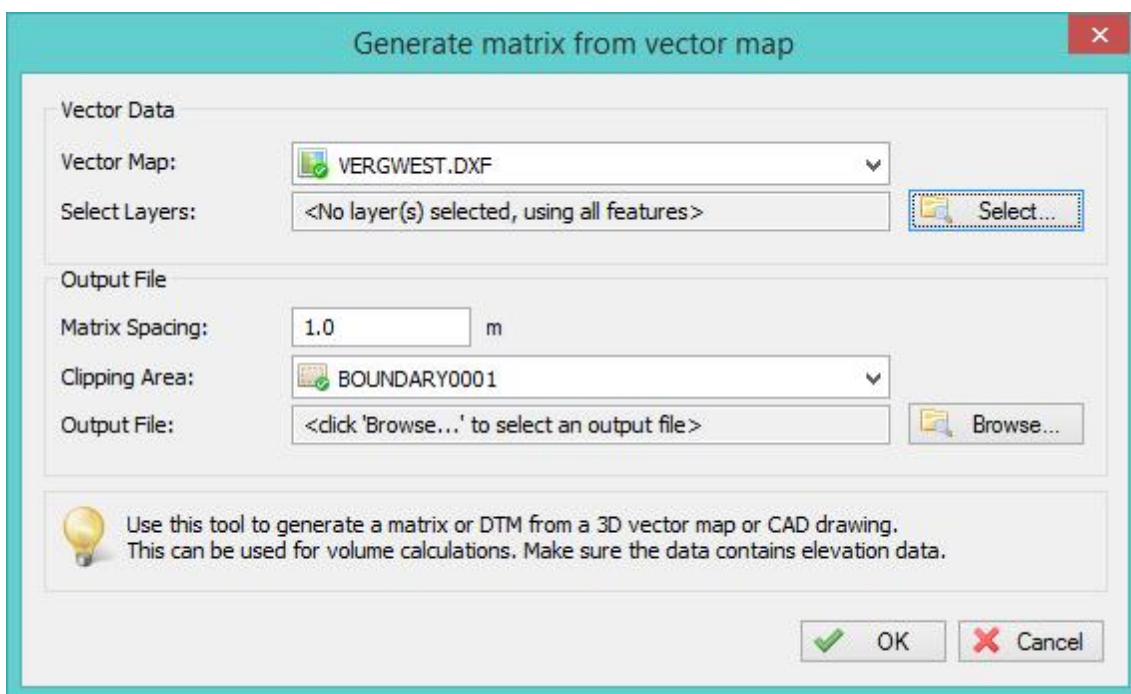 Generate matrix from vector map
Vector Data
Vector Map: VERGWEST.DXF
Select Layers: <No layer(s) selected, using all features> Select...
Output File
Matrix Spacing: 1.0 m
Clipping Area: BOUNDARY0001
Output File: <click 'Browse...' to select an output file> Browse...
Use this tool to generate a matrix or DTM from a 3D vector map or CAD drawing.
This can be used for volume calculations. Make sure the data contains elevation data.
OK Cancel